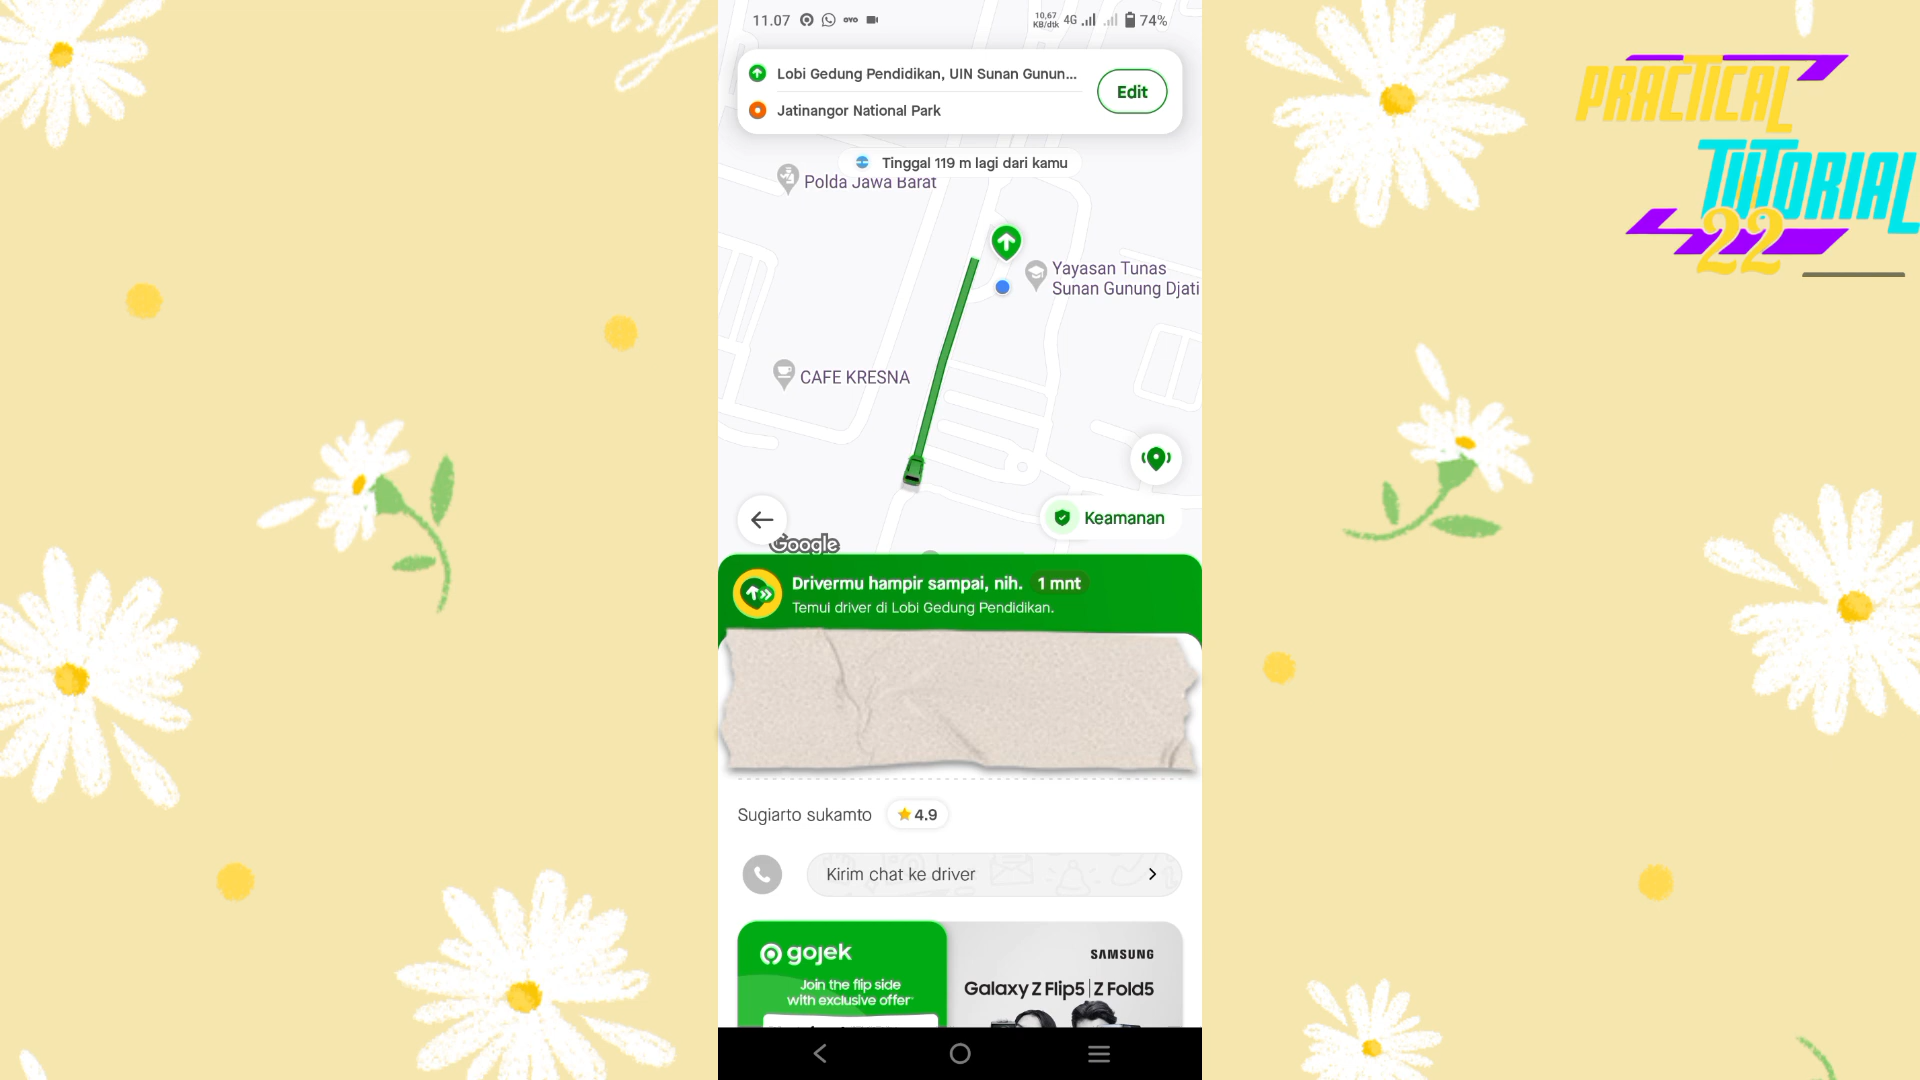 Daisy
PRACTICAL
TUTORIAL
22
11.07
ovo
10,67
KB/dtk
4G
74%
Lobi Gedung Pendidikan, UIN Sunan Gunun...
Jatinangor National Park
Edit
Tinggal 119 m lagi dari kamu
Polda Jawa Barat
Yayasan Tunas
Sunan Gunung Djati
CAFE KRESNA
Keamanan
Google
Drivermu hampir sampai, nih. 1 mnt
Temui driver di Lobi Gedung Pendidikan.
Sugiarto sukamto
4.9
Kirim chat ke driver
gojek
Join the flip side
with exclusive offer*
SAMSUNG
Galaxy Z Flip5 | Z Fold5